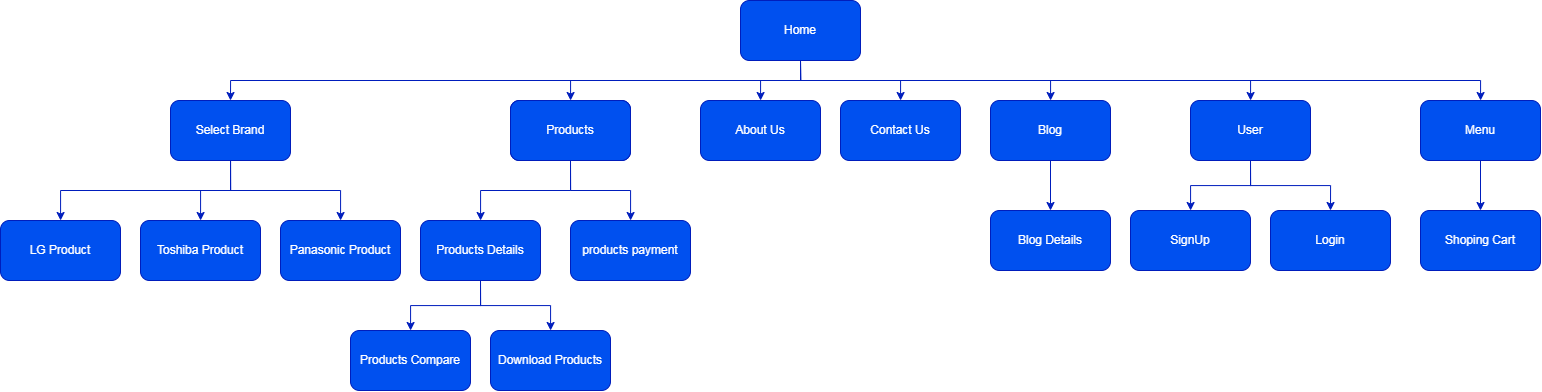 Home
Select Brand
Products
About Us
Contact Us
Blog
User
Menu
LG Product
Toshiba Product
Panasonic Product
Products Details
products payment
Blog Details
SignUp
Login
Shoping Cart
Products Compare
Download Products